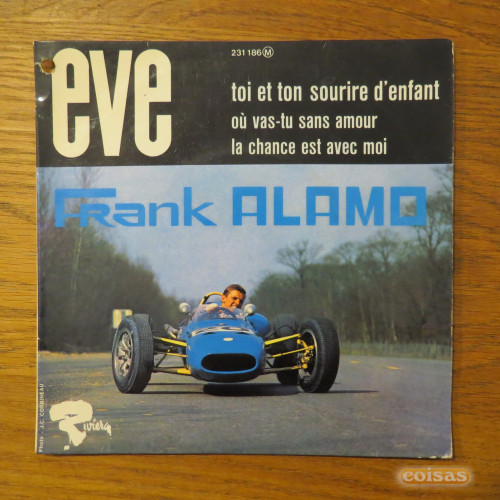 eve
231 186 M
toi et ton sourire d'enfant
où vas-tu sans amour
la chance est avec moi
Frank ALAMO
Riviera
coisas